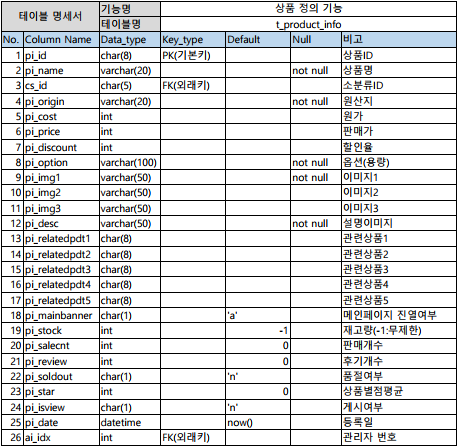 테이블 명세서 기능명 상품 정의 기능
테이블명 t_product_info
No. Column Name Data_type Key_type Default Null 비고
1 pi_id char(8) PK(기본키) 상품ID
2 pi_name varchar(20) not null 상품명
3 cs_id char(5) FK(외래키) 소분류ID
4 pi_origin varchar(20) not null 원산지
5 pi_cost int 원가
6 pi_price int 판매가
7 pi_discount int 할인율
8 pi_option varchar(100) not null 옵션(용량)
9 pi_img1 varchar(50) not null 이미지1
10 pi_img2 varchar(50) 이미지2
11 pi_img3 varchar(50) 이미지3
12 pi_desc varchar(50) not null 설명이미지
13 pi_relatedpdt1 char(8) 관련상품1
14 pi_relatedpdt2 char(8) 관련상품2
15 pi_relatedpdt3 char(8) 관련상품3
16 pi_relatedpdt4 char(8) 관련상품4
17 pi_relatedpdt5 char(8) 관련상품5
18 pi_mainbanner char(1) 'a' 메인페이지 진열여부
19 pi_stock int -1 재고량(-1:무제한)
20 pi_salecnt int 0 판매개수
21 pi_review int 0 후기개수
22 pi_soldout char(1) 'n' 품절여부
23 pi_star int 0 상품별점평균
24 pi_isview char(1) 'n' 게시여부
25 pi_date datetime now() 등록일
26 ai_idx int FK(외래키) 관리자 번호